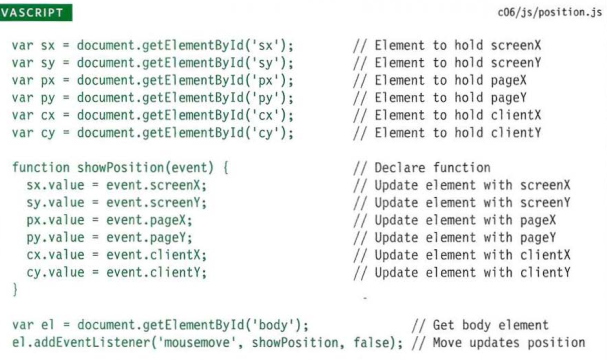 VASCRIPT
c06/js/position.js
var sx = document.getElementById('sx'); // Element to hold screenX
var sy = document.getElementById('sy'); // Element to hold screenY
var px = document.getElementById('px'); // Element to hold pageX
var py = document.getElementById('py'); // Element to hold pageY
var cx = document.getElementById('cx'); // Element to hold clientX
var cy = document.getElementById('cy'); // Element to hold clientY
function showPosition(event) { // Declare function
sx.value = event.screenX; // Update element with screenX
sy.value = event.screenY; // Update element with screenY
px.value = event.pageX; // Update element with pageX
py.value = event.pageY; // Update element with pageY
cx.value = event.clientX; // Update element with clientX
cy.value = event.clientY; // Update element with clientY
}
var el = document.getElementById('body'); // Get body element
el.addEventListener('mousemove', showPosition, false); // Move updates position